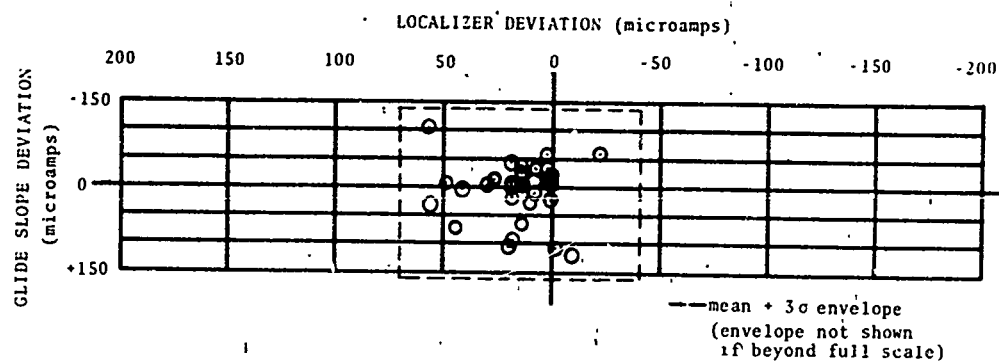 LOCALIZER DEVIATION (microamps)
200 150 100 50 0 -50 -100 -150 -200
GLIDE SLOPE DEVIATION
(microamps)
-150
0
+150
mean + 3σ envelope
(envelope not shown
if beyond full scale)